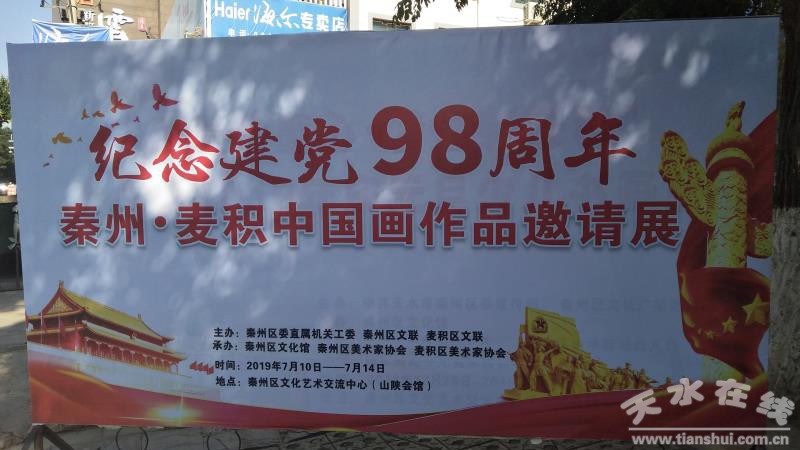 Haier 海尔 专卖店
纪念建党98周年
秦州·麦积中国画作品邀请展
主办：秦州区委直属机关工委 秦州区文联 麦积区文联
承办：秦州区文化馆 秦州区美术家协会 麦积区美术家协会
时间：2019年7月10日——7月14日
地点：秦州区文化艺术交流中心（山陕会馆）
天水在线
www.tianshui.com.cn